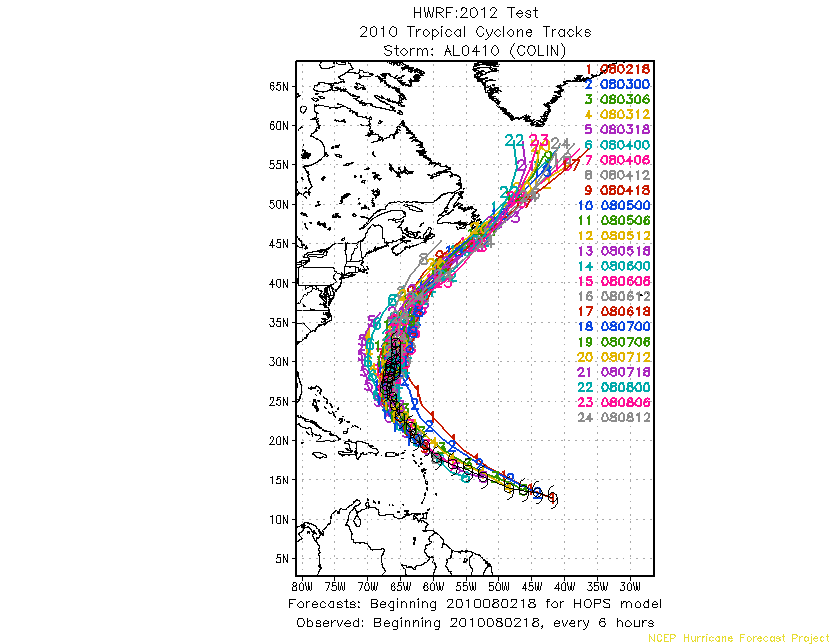 HWRF:2012 Test
2010 Tropical Cyclone Tracks
Storm: AL0410 (COLIN)
1 080218
2 080300
3 080306
4 080312
5 080318
6 080400
7 080406
8 080412
9 080418
10 080500
11 080506
12 080512
13 080518
14 080600
15 080606
16 080612
17 080618
18 080700
19 080706
20 080712
21 080718
22 080800
23 080806
24 080812
65N
60N
55N
50N
45N
40N
35N
30N
25N
20N
15N
10N
5N
80W 75W 70W 65W 60W 55W 50W 45W 40W 35W 30W
Forecasts: Beginning 2010080218 for HOPS model
Observed: Beginning 2010080218, every 6 hours
NCEP Hurricane Forecast Project